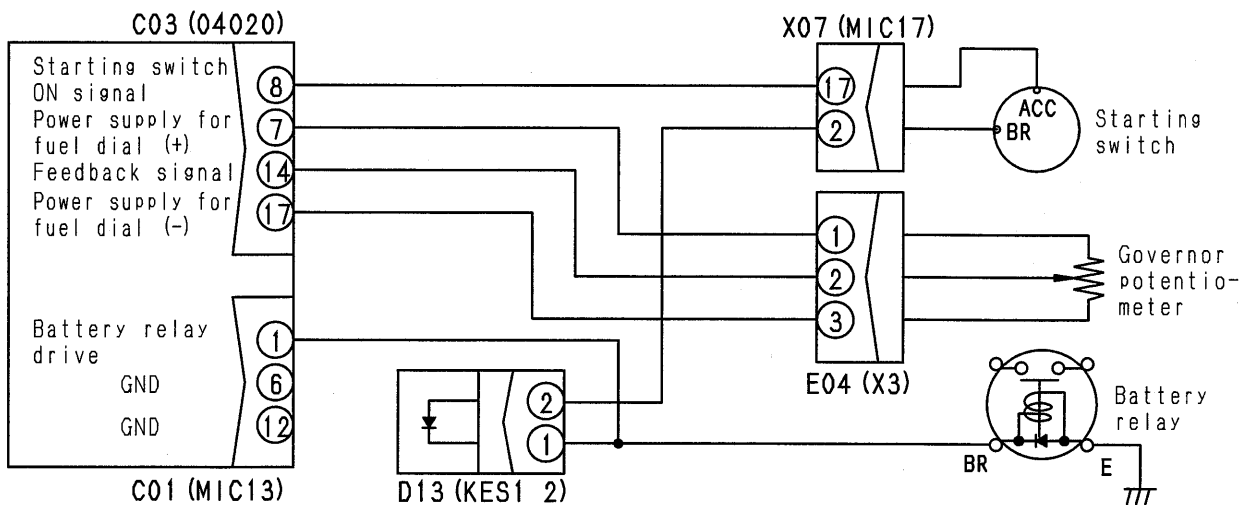 C03 (04020)
X07 (MIC17)
Starting switch
ON signal
8
17
ACC
Power supply for
fuel dial (+)
7
2
BR
Starting
switch
Feedback signal
14
Power supply for
fuel dial (-)
17
1
2
3
Governor
potentio-
meter
E04 (X3)
Battery relay
drive
1
GND
6
GND
12
2
1
Battery
relay
BR
E
C01 (MIC13)
D13 (KES1 2)